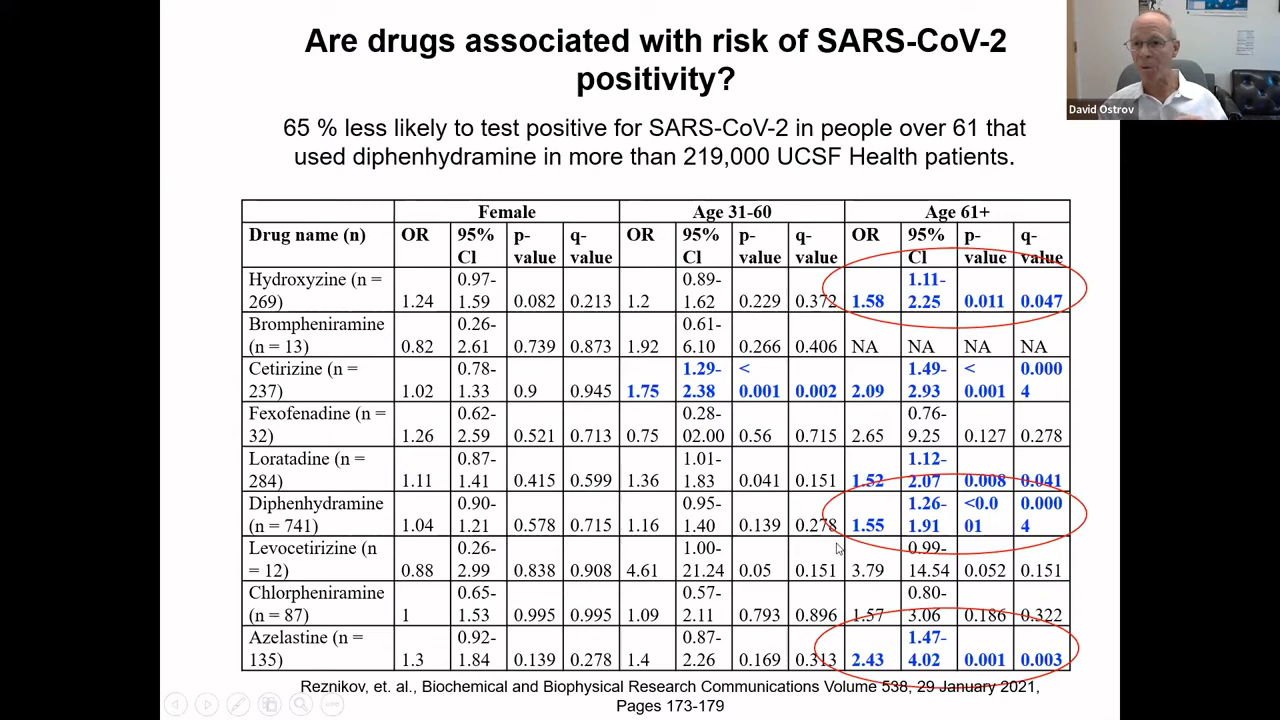 Are drugs associated with risk of SARS-CoV-2
positivity?
David Ostrov
65 % less likely to test positive for SARS-CoV-2 in people over 61 that
used diphenhydramine in more than 219,000 UCSF Health patients.
Female Age 31-60 Age 61+
Drug name (n) OR 95% p- q- OR 95% p- q- OR 95% p- q-
Cl value value Cl value value Cl value value
Hydroxyzine (n = 0.97- 0.89- 1.11-
269) 1.24 1.59 0.082 0.213 1.2 1.62 0.229 0.372 1.58 2.25 0.011 0.047
Brompheniramine 0.26- 0.61-
(n = 13) 0.82 2.61 0.739 0.873 1.92 6.10 0.266 0.406 NA NA NA NA
Cetirizine (n = 0.78- 1.29- < 1.49- < 0.000
237) 1.02 1.33 0.9 0.945 1.75 2.38 0.001 0.002 2.09 2.93 0.001 4
Fexofenadine (n = 0.62- 0.28- 0.76-
32) 1.26 2.59 0.521 0.713 0.75 02.00 0.56 0.715 2.65 9.25 0.127 0.278
Loratadine (n = 0.87- 1.01- 1.12-
284) 1.11 1.41 0.415 0.599 1.36 1.83 0.041 0.151 1.52 2.07 0.008 0.041
Diphenhydramine 0.90- 0.95- 1.26- <0.0 0.000
(n = 741) 1.04 1.21 0.578 0.715 1.16 1.40 0.139 0.278 1.55 1.91 01 4
Levocetirizine (n 0.26- 1.00- 0.99-
= 12) 0.88 2.99 0.838 0.908 4.61 21.24 0.05 0.151 3.79 14.54 0.052 0.151
Chlorpheniramine 0.65- 0.57- 0.80-
(n = 87) 1 1.53 0.995 0.995 1.09 2.11 0.793 0.896 1.57 3.06 0.186 0.322
Azelastine (n = 0.92- 0.87- 1.47-
135) 1.3 1.84 0.139 0.278 1.4 2.26 0.169 0.313 2.43 4.02 0.001 0.003
Reznikov, et. al., Biochemical and Biophysical Research Communications Volume 538, 29 January 2021,
Pages 173-179